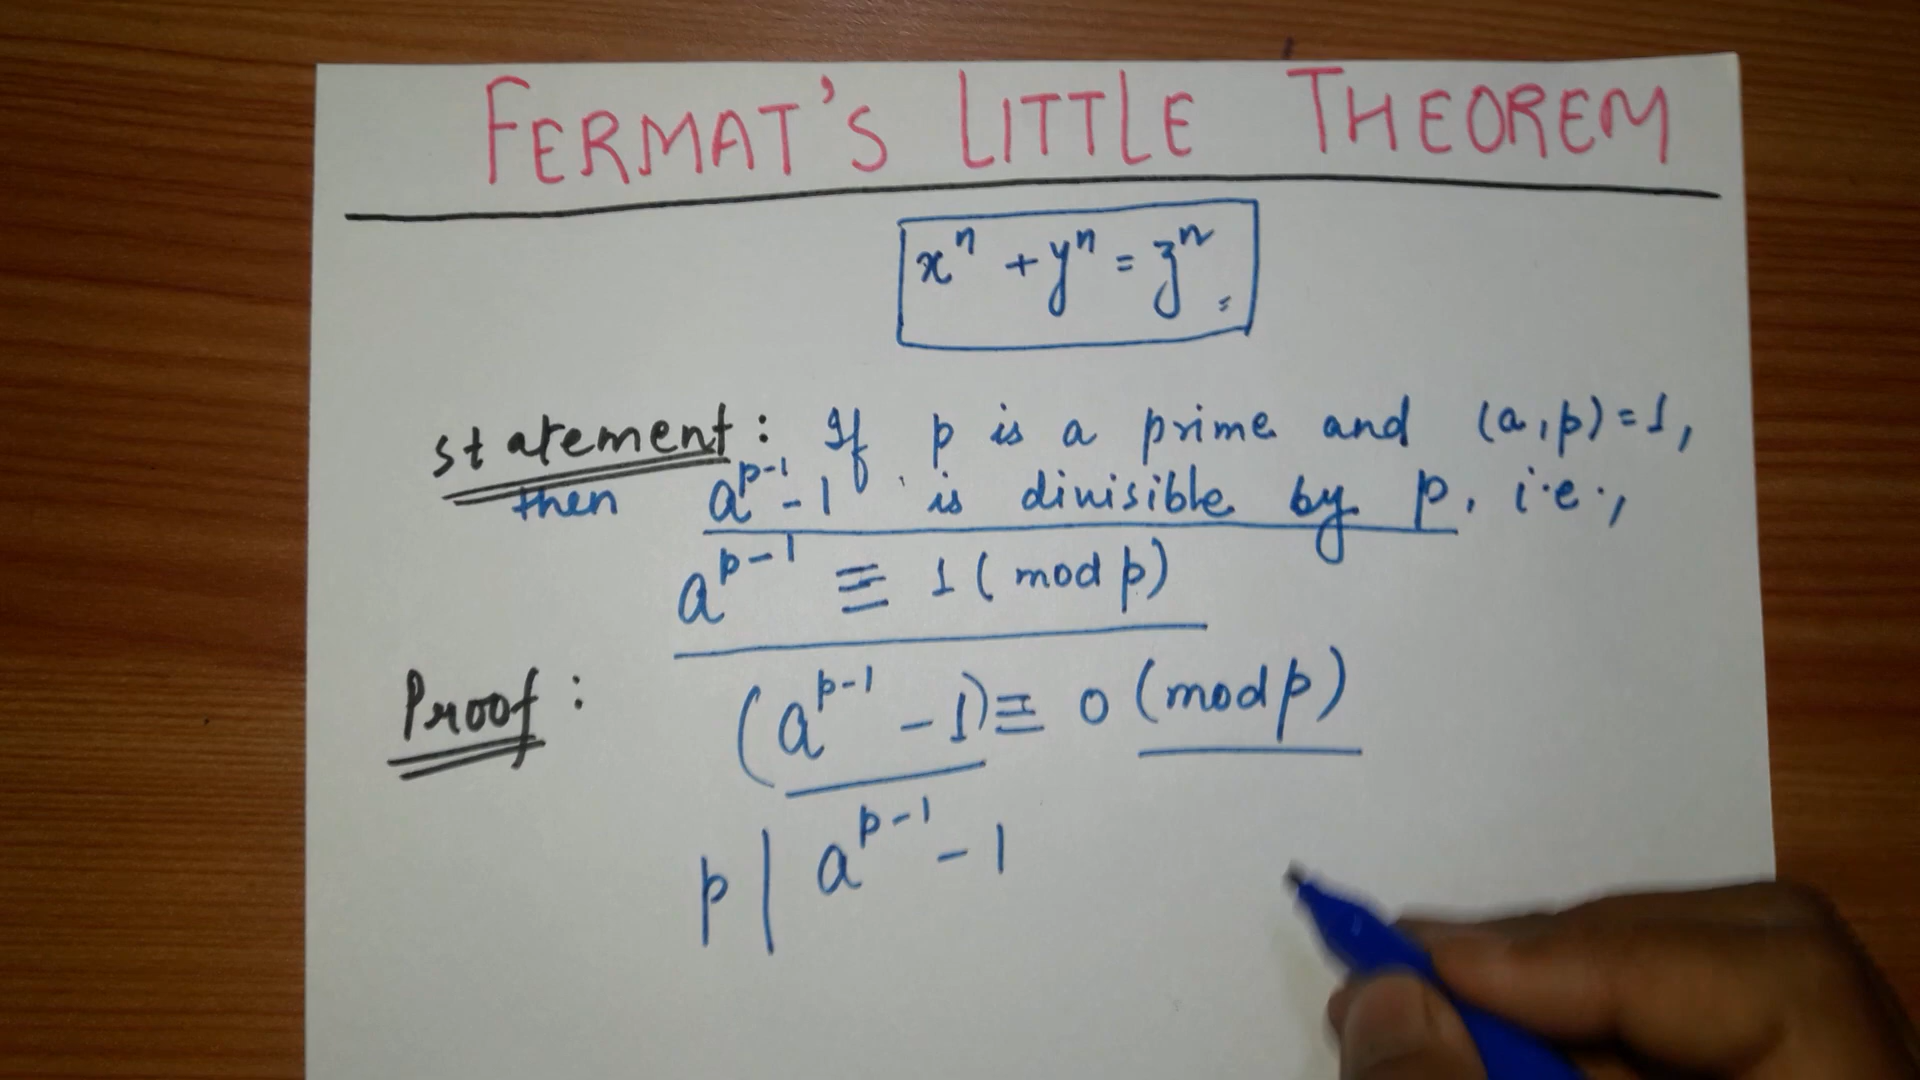 FERMAT'S LITTLE THEOREM
xⁿ + yⁿ = zⁿ
statement: If p is a prime and (a, p) = 1,
then aᵖ⁻¹ - 1 is divisible by p. i.e.,
aᵖ⁻¹ ≡ 1 (mod p)
Proof: (aᵖ⁻¹ - 1) ≡ 0 (mod p)
p | aᵖ⁻¹ - 1